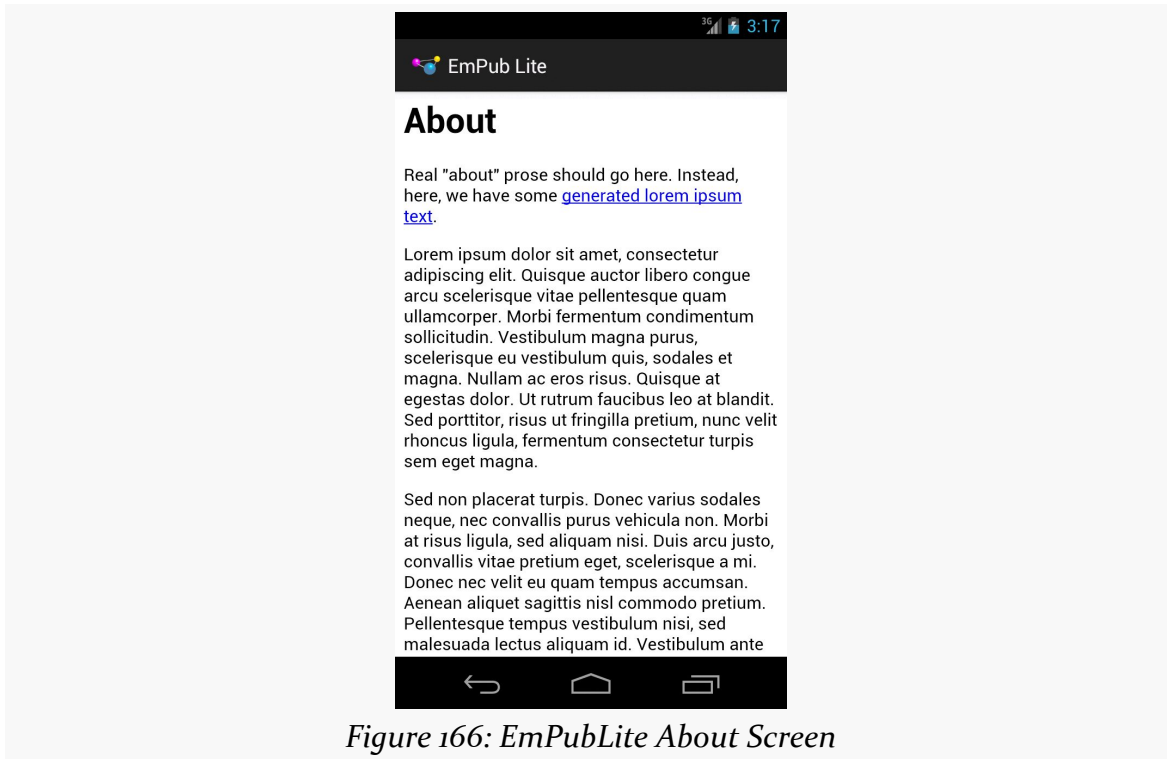 3G 3:17
EmPub Lite
About
Real "about" prose should go here. Instead,
here, we have some generated lorem ipsum
text.
Lorem ipsum dolor sit amet, consectetur
adipiscing elit. Quisque auctor libero congue
arcu scelerisque vitae pellentesque quam
ullamcorper. Morbi fermentum condimentum
sollicitudin. Vestibulum magna purus,
scelerisque eu vestibulum quis, sodales et
magna. Nullam ac eros risus. Quisque at
egestas dolor. Ut rutrum faucibus leo at blandit.
Sed porttitor, risus ut fringilla pretium, nunc velit
rhoncus ligula, fermentum consectetur turpis
sem eget magna.
Sed non placerat turpis. Donec varius sodales
neque, nec convallis purus vehicula non. Morbi
at risus ligula, sed aliquam nisi. Duis arcu justo,
convallis vitae pretium eget, scelerisque a mi.
Donec nec velit eu quam tempus accumsan.
Aenean aliquet sagittis nisl commodo pretium.
Pellentesque tempus vestibulum nisi, sed
malesuada lectus aliquam id. Vestibulum ante
Figure 166: EmPubLite About Screen